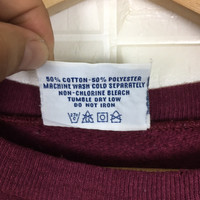 50% COTTON-50% POLYESTER
MACHINE WASH COLD SEPARATELY
NON-CHLORINE BLEACH
TUMBLE DRY LOW
DO NOT IRON